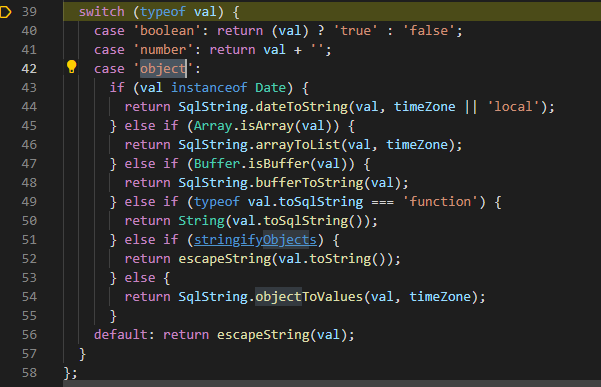 39 switch (typeof val) {
40 case 'boolean': return (val) ? 'true' : 'false';
41 case 'number': return val + '';
42 case 'object':
43 if (val instanceof Date) {
44 return SqlString.dateToString(val, timeZone || 'local');
45 } else if (Array.isArray(val)) {
46 return SqlString.arrayToList(val, timeZone);
47 } else if (Buffer.isBuffer(val)) {
48 return SqlString.bufferToString(val);
49 } else if (typeof val.toSqlString === 'function') {
50 return String(val.toSqlString());
51 } else if (stringifyObjects) {
52 return escapeString(val.toString());
53 } else {
54 return SqlString.objectToValues(val, timeZone);
55 }
56 default: return escapeString(val);
57 }
58 };